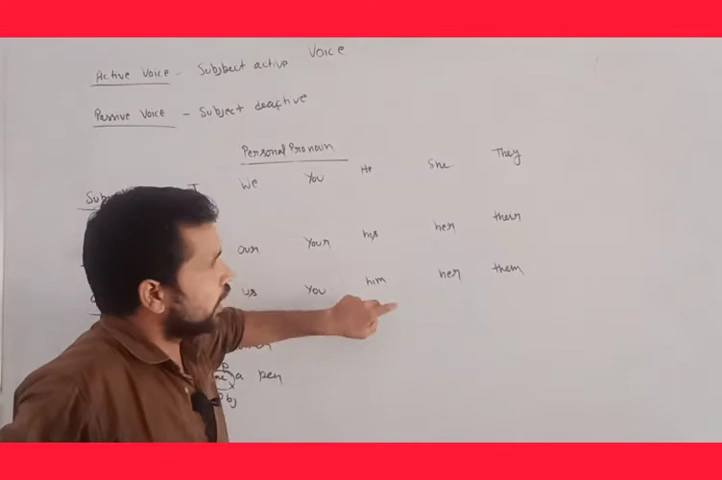 Voice
Active Voice - Subject active
Passive Voice - Subject deactive
Personal Pronoun
I We You He She They
our Your his her their
us You him her them
a pen